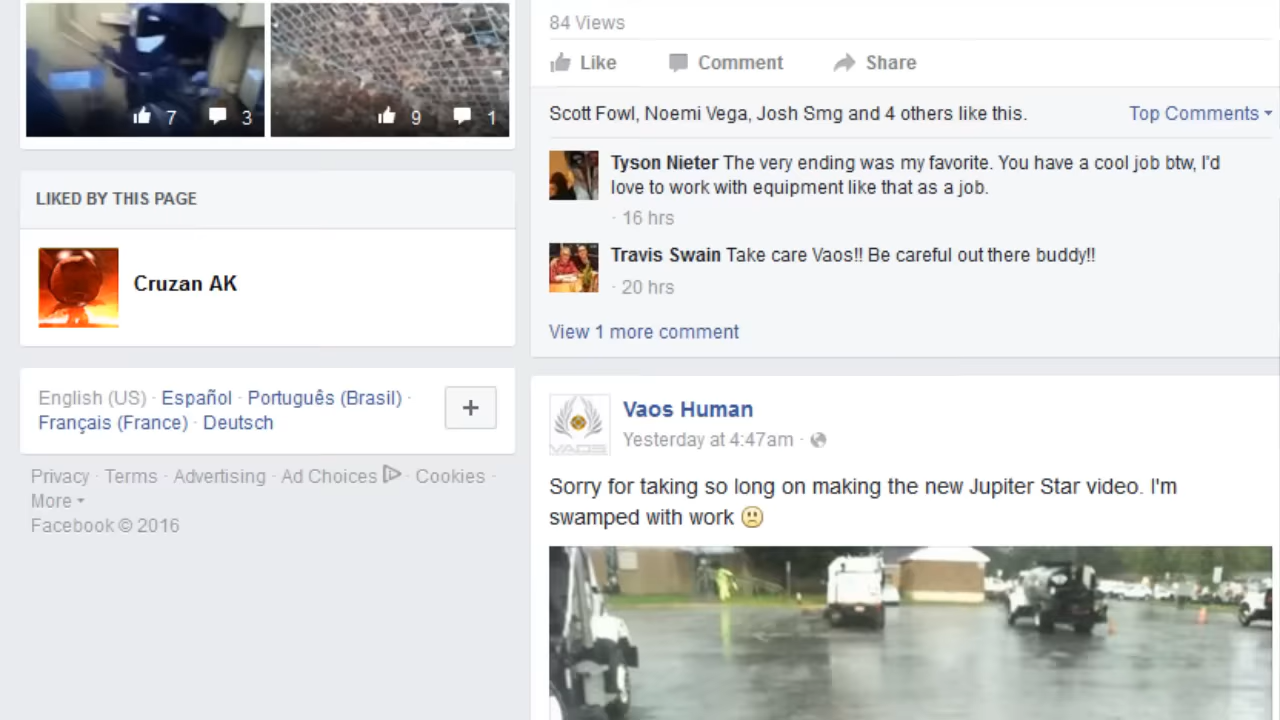 7
3
9
1
LIKED BY THIS PAGE
Cruzan AK
English (US) · Español · Português (Brasil) ·
Français (France) · Deutsch
+
Privacy · Terms · Advertising · Ad Choices · Cookies ·
More
Facebook © 2016
84 Views
Like
Comment
Share
Scott Fowl, Noemi Vega, Josh Smg and 4 others like this.
Top Comments
Tyson Nieter The very ending was my favorite. You have a cool job btw, I'd
love to work with equipment like that as a job.
· 16 hrs
Travis Swain Take care Vaos!! Be careful out there buddy!!
· 20 hrs
View 1 more comment
VAOS
Vaos Human
Yesterday at 4:47am ·
Sorry for taking so long on making the new Jupiter Star video. I'm
swamped with work